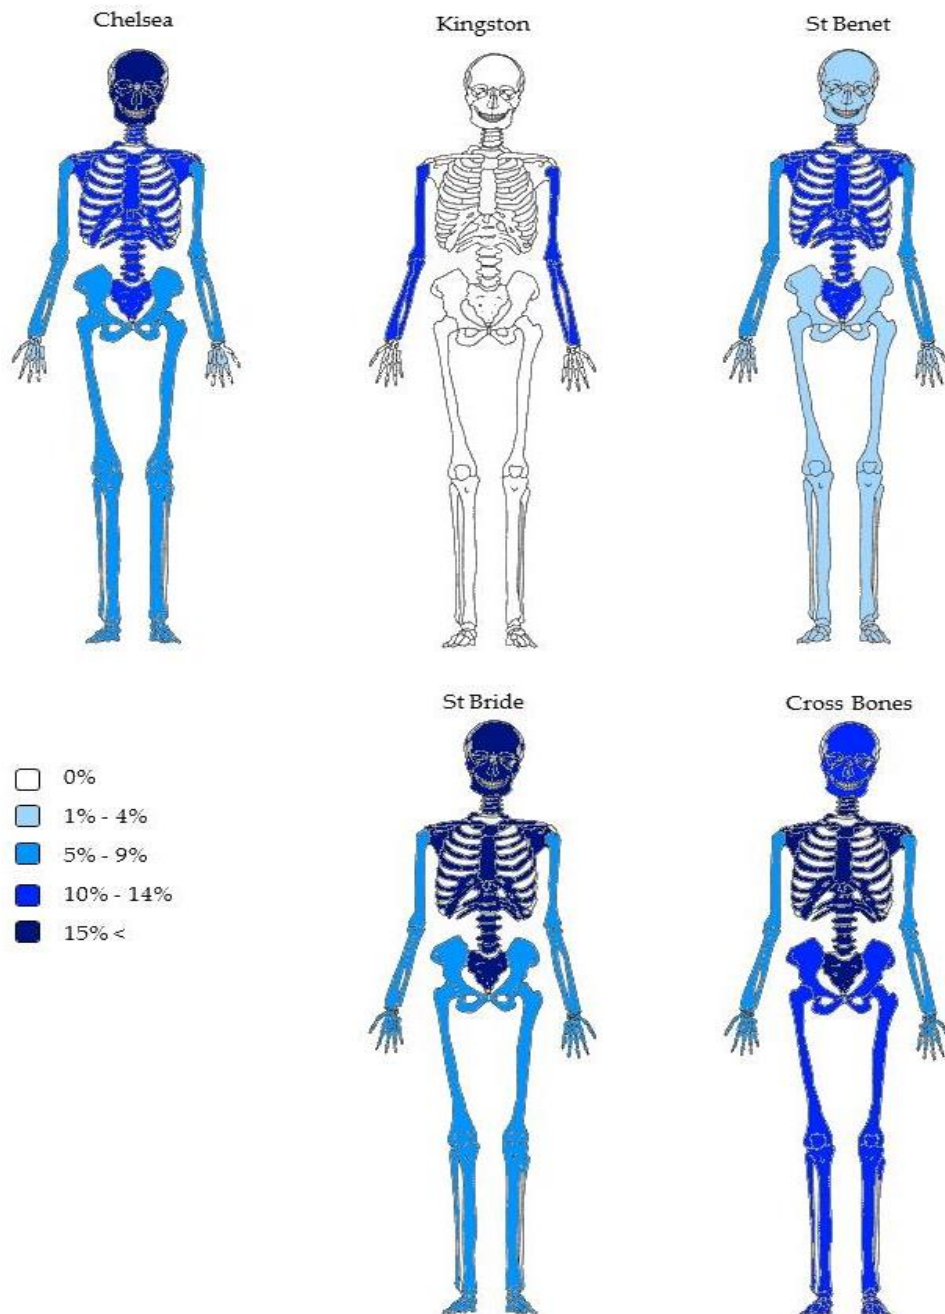 Chelsea
Kingston
St Benet
St Bride
Cross Bones
0%
1% - 4%
5% - 9%
10% - 14%
15% <